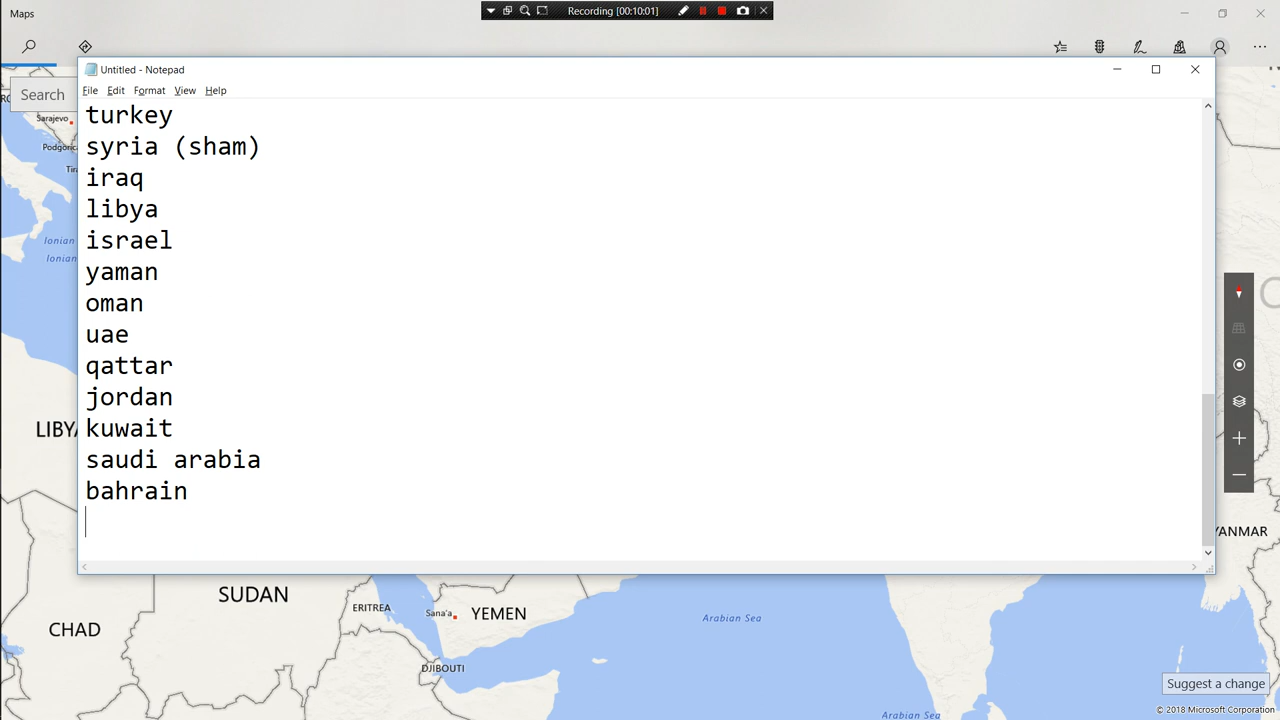 Maps
Recording [00:10:01]
Untitled - Notepad
File Edit Format View Help
Search
turkey
syria (sham)
iraq
libya
israel
yaman
oman
uae
qattar
jordan
kuwait
saudi arabia
bahrain
Sarajevo
Podgoric
Tira
Ionian
Ionian
LIBYA
SUDAN
CHAD
ERITREA
Sana'a
YEMEN
DJIBOUTI
Arabian Sea
Arabian Sea
YANMAR
Suggest a change
© 2018 Microsoft Corporation